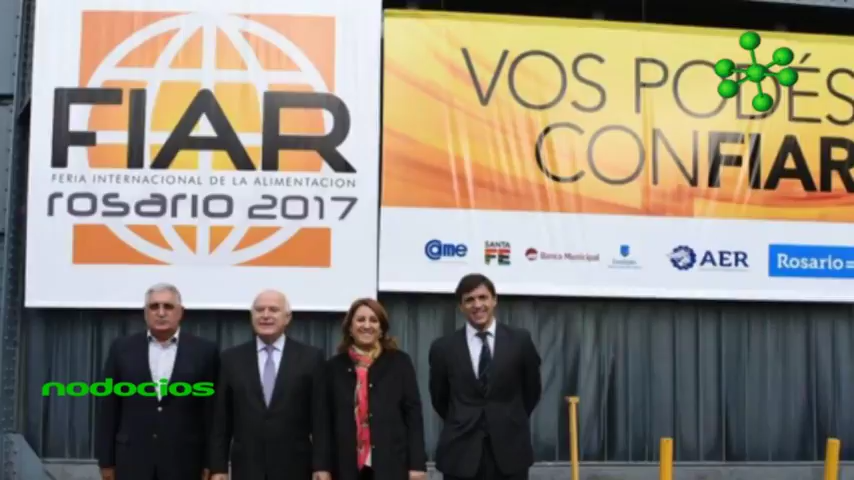 FIAR
FERIA INTERNACIONAL DE LA ALIMENTACION
rosario 2017
VOS PODÉS
CONFIAR
came
SANTA FE
Banco Municipal
AER
Rosario=
nodocios